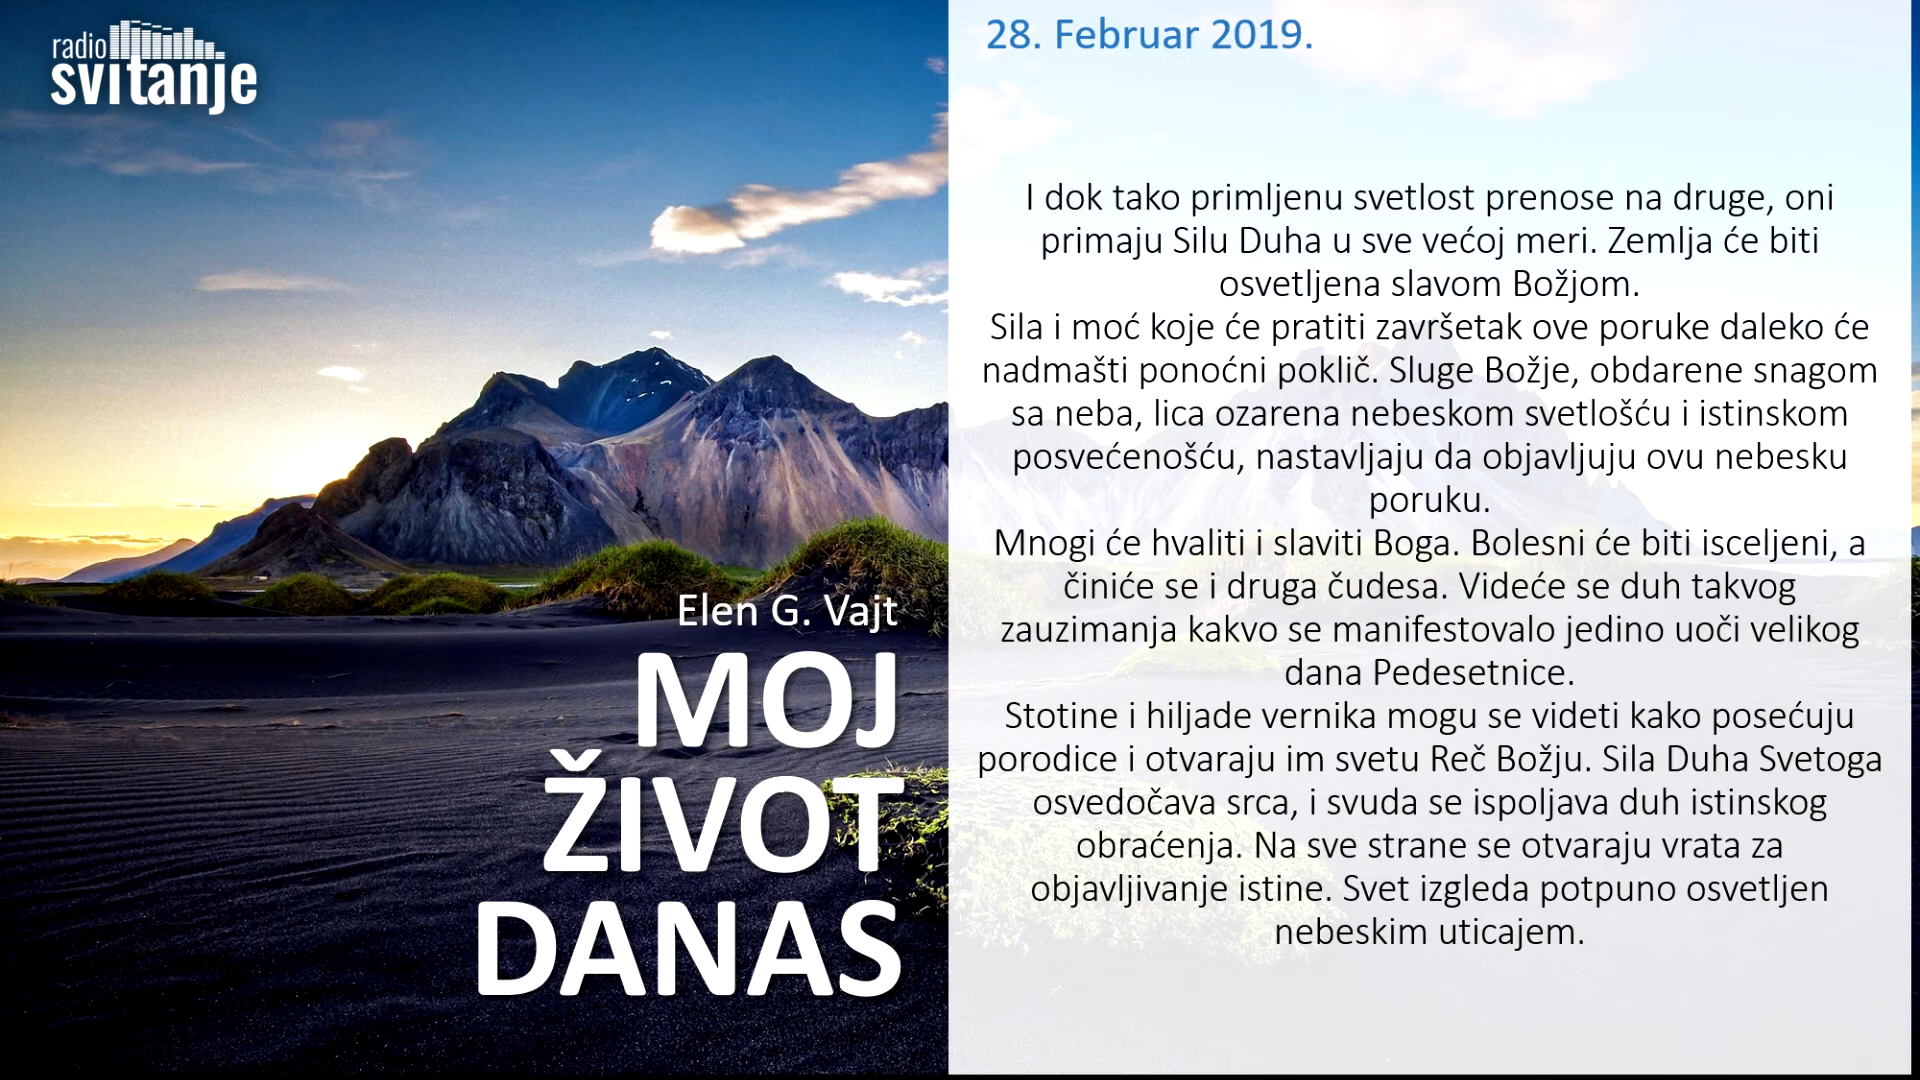 radio
svitanje
Elen G. Vajt
MOJ
ŽIVOT
DANAS
28. Februar 2019.
I dok tako primljenu svetlost prenose na druge, oni
primaju Silu Duha u sve većoj meri. Zemlja će biti
osvetljena slavom Božjom.
Sila i moć koje će pratiti završetak ove poruke daleko će
nadmašti ponoćni poklič. Sluge Božje, obdarene snagom
sa neba, lica ozarena nebeskom svetlošću i istinskom
posvećenošću, nastavljaju da objavljuju ovu nebesku
poruku.
Mnogi će hvaliti i slaviti Boga. Bolesni će biti isceljeni, a
činiće se i druga čudesa. Videće se duh takvog
zauzimanja kakvo se manifestovalo jedino uoči velikog
dana Pedesetnice.
Stotine i hiljade vernika mogu se videti kako posećuju
porodice i otvaraju im svetu Reč Božju. Sila Duha Svetoga
osvedočava srca, i svuda se ispoljava duh istinskog
obraćenja. Na sve strane se otvaraju vrata za
objavljivanje istine. Svet izgleda potpuno osvetljen
nebeskim uticajem.